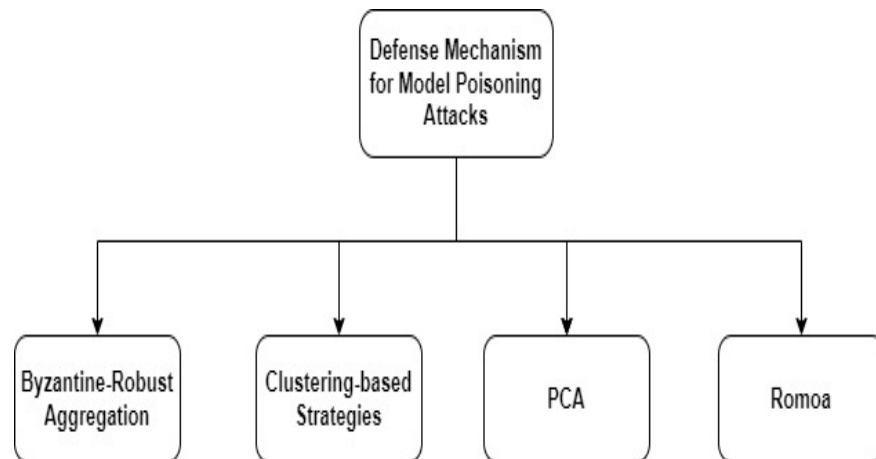 Defense Mechanism
for Model Poisoning
Attacks
Byzantine-Robust
Aggregation
Clustering-based
Strategies
PCA
Romoa